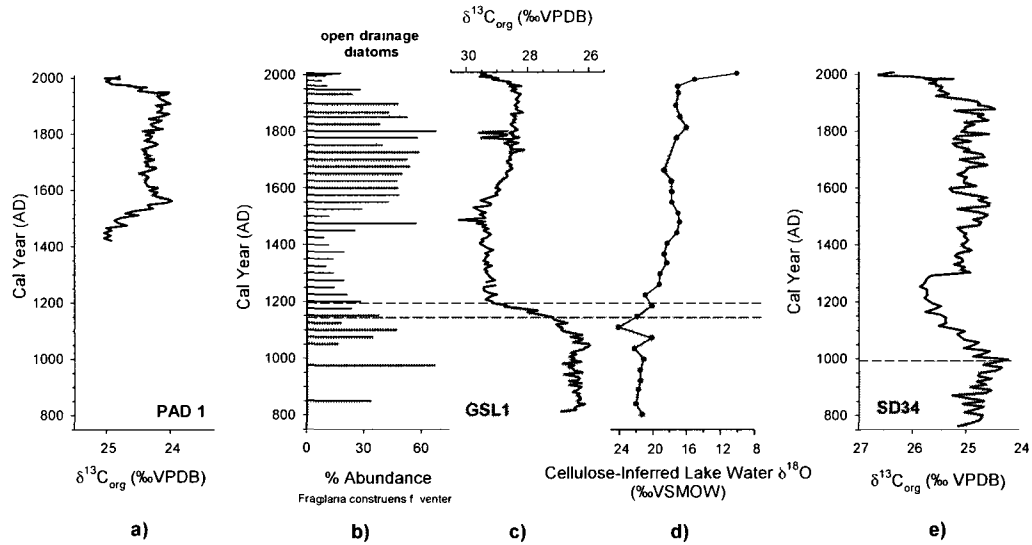 δ13Corg (‰VPDB)
open drainage
diatoms
30 28 26
2000
1800
1600
1400
1200
1000
800
Cal Year (AD)
PAD 1
25 24
δ13Corg (‰VPDB)
a)
2000
1800
1600
1400
1200
1000
800
Cal Year (AD)
0 20 40 60
% Abundance
Fragilaria construens f venter
b)
GSL1
c)
24 20 16 12 8
Cellulose-Inferred Lake Water δ18O
(‰VSMOW)
d)
2000
1800
1600
1400
1200
1000
800
Cal Year (AD)
SD34
27 26 25 24
δ13Corg (‰ VPDB)
e)